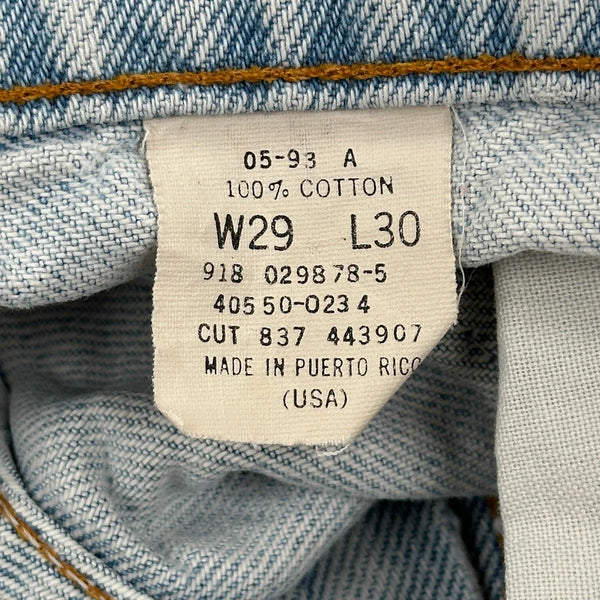 05-93 A
100% COTTON
W29 L30
918 029878-5
40550-0234
CUT 837 443907
MADE IN PUERTO RICO
(USA)